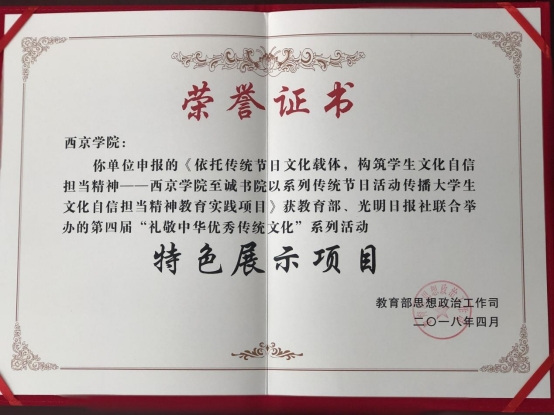 荣誉证书
西京学院：
你单位申报的《依托传统节日文化载体，构筑学生文化自信
担当精神——西京学院至诚书院以系列传统节日活动传播大学生
文化自信担当精神教育实践项目》获教育部、光明日报社联合举
办的第四届“礼敬中华优秀传统文化”系列活动
特色展示项目
教育部思想政治工作司
二〇一八年四月